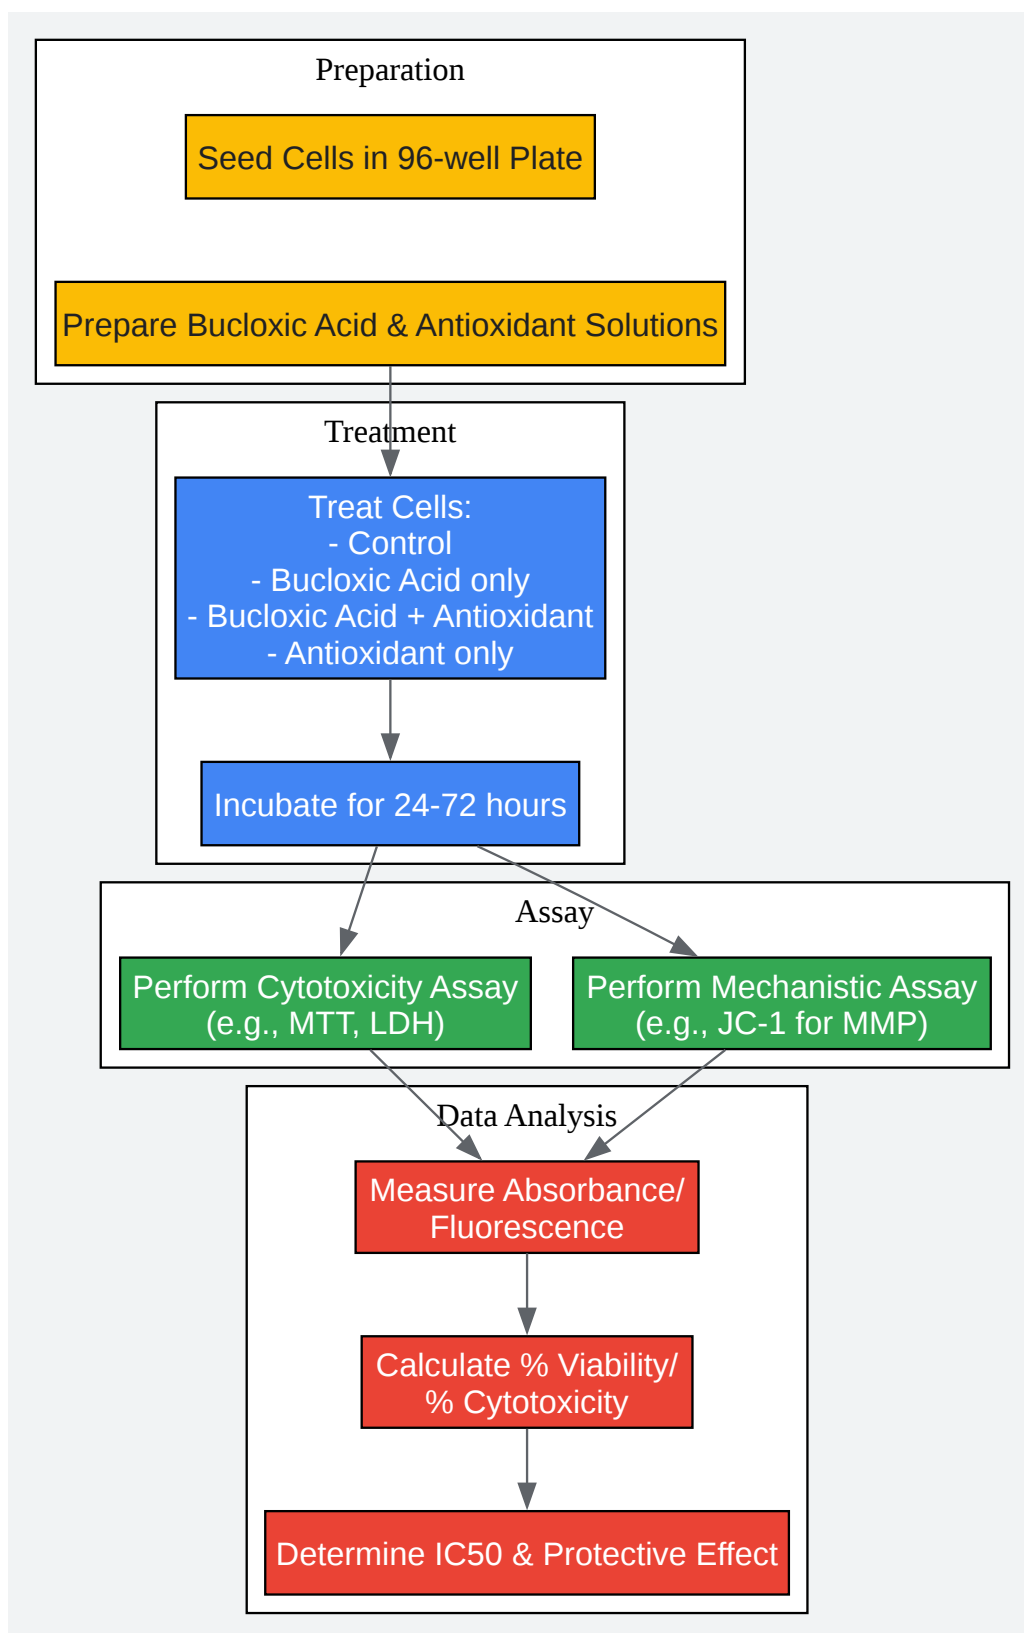 Preparation
Seed Cells in 96-well Plate
Prepare Bucloxic Acid & Antioxidant Solutions
Treatment
Treat Cells:
- Control
- Bucloxic Acid only
- Bucloxic Acid + Antioxidant
- Antioxidant only
Incubate for 24-72 hours
Assay
Perform Cytotoxicity Assay
(e.g., MTT, LDH)
Perform Mechanistic Assay
(e.g., JC-1 for MMP)
Data Analysis
Measure Absorbance/
Fluorescence
Calculate % Viability/
% Cytotoxicity
Determine IC50 & Protective Effect